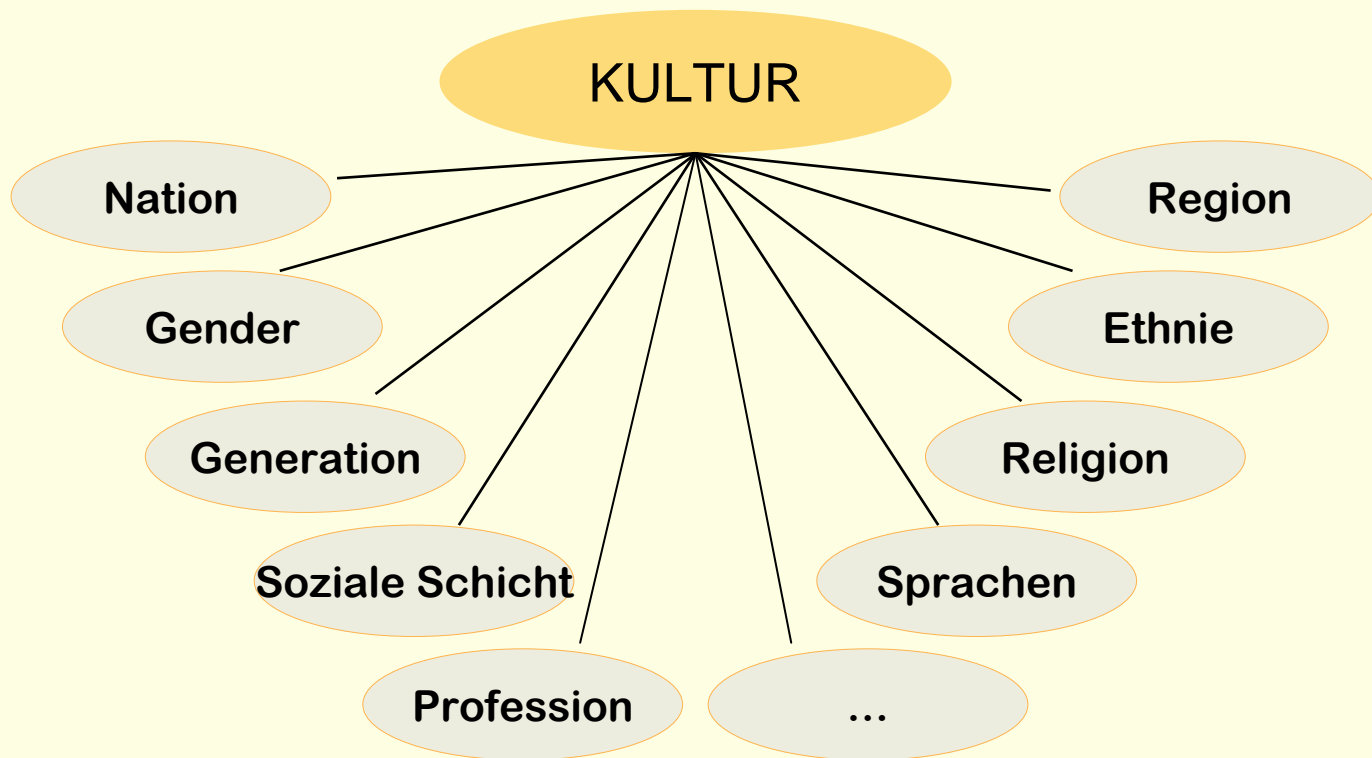 KULTUR
Nation
Region
Gender
Ethnie
Generation
Religion
Soziale Schicht
Sprachen
Profession
...